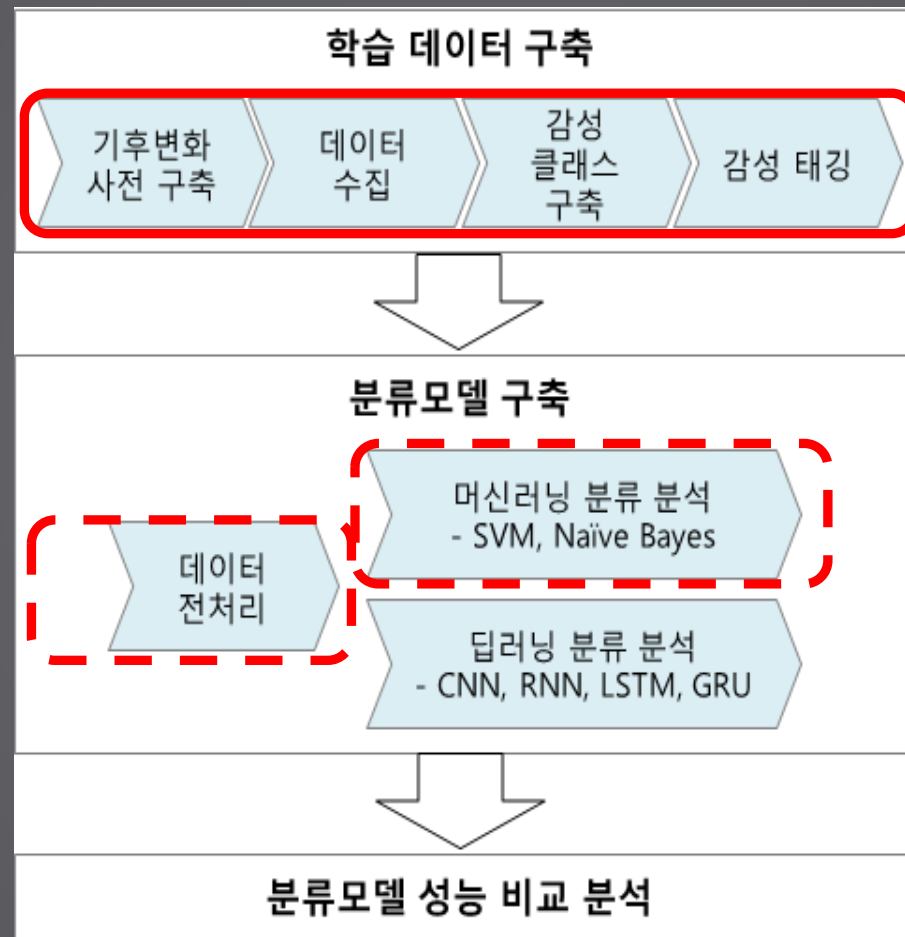 학습 데이터 구축
기후변화
사전 구축
데이터
수집
감성
클래스
구축
감성 태깅
분류모델 구축
데이터
전처리
머신러닝 분류 분석
- SVM, Naïve Bayes
딥러닝 분류 분석
- CNN, RNN, LSTM, GRU
분류모델 성능 비교 분석